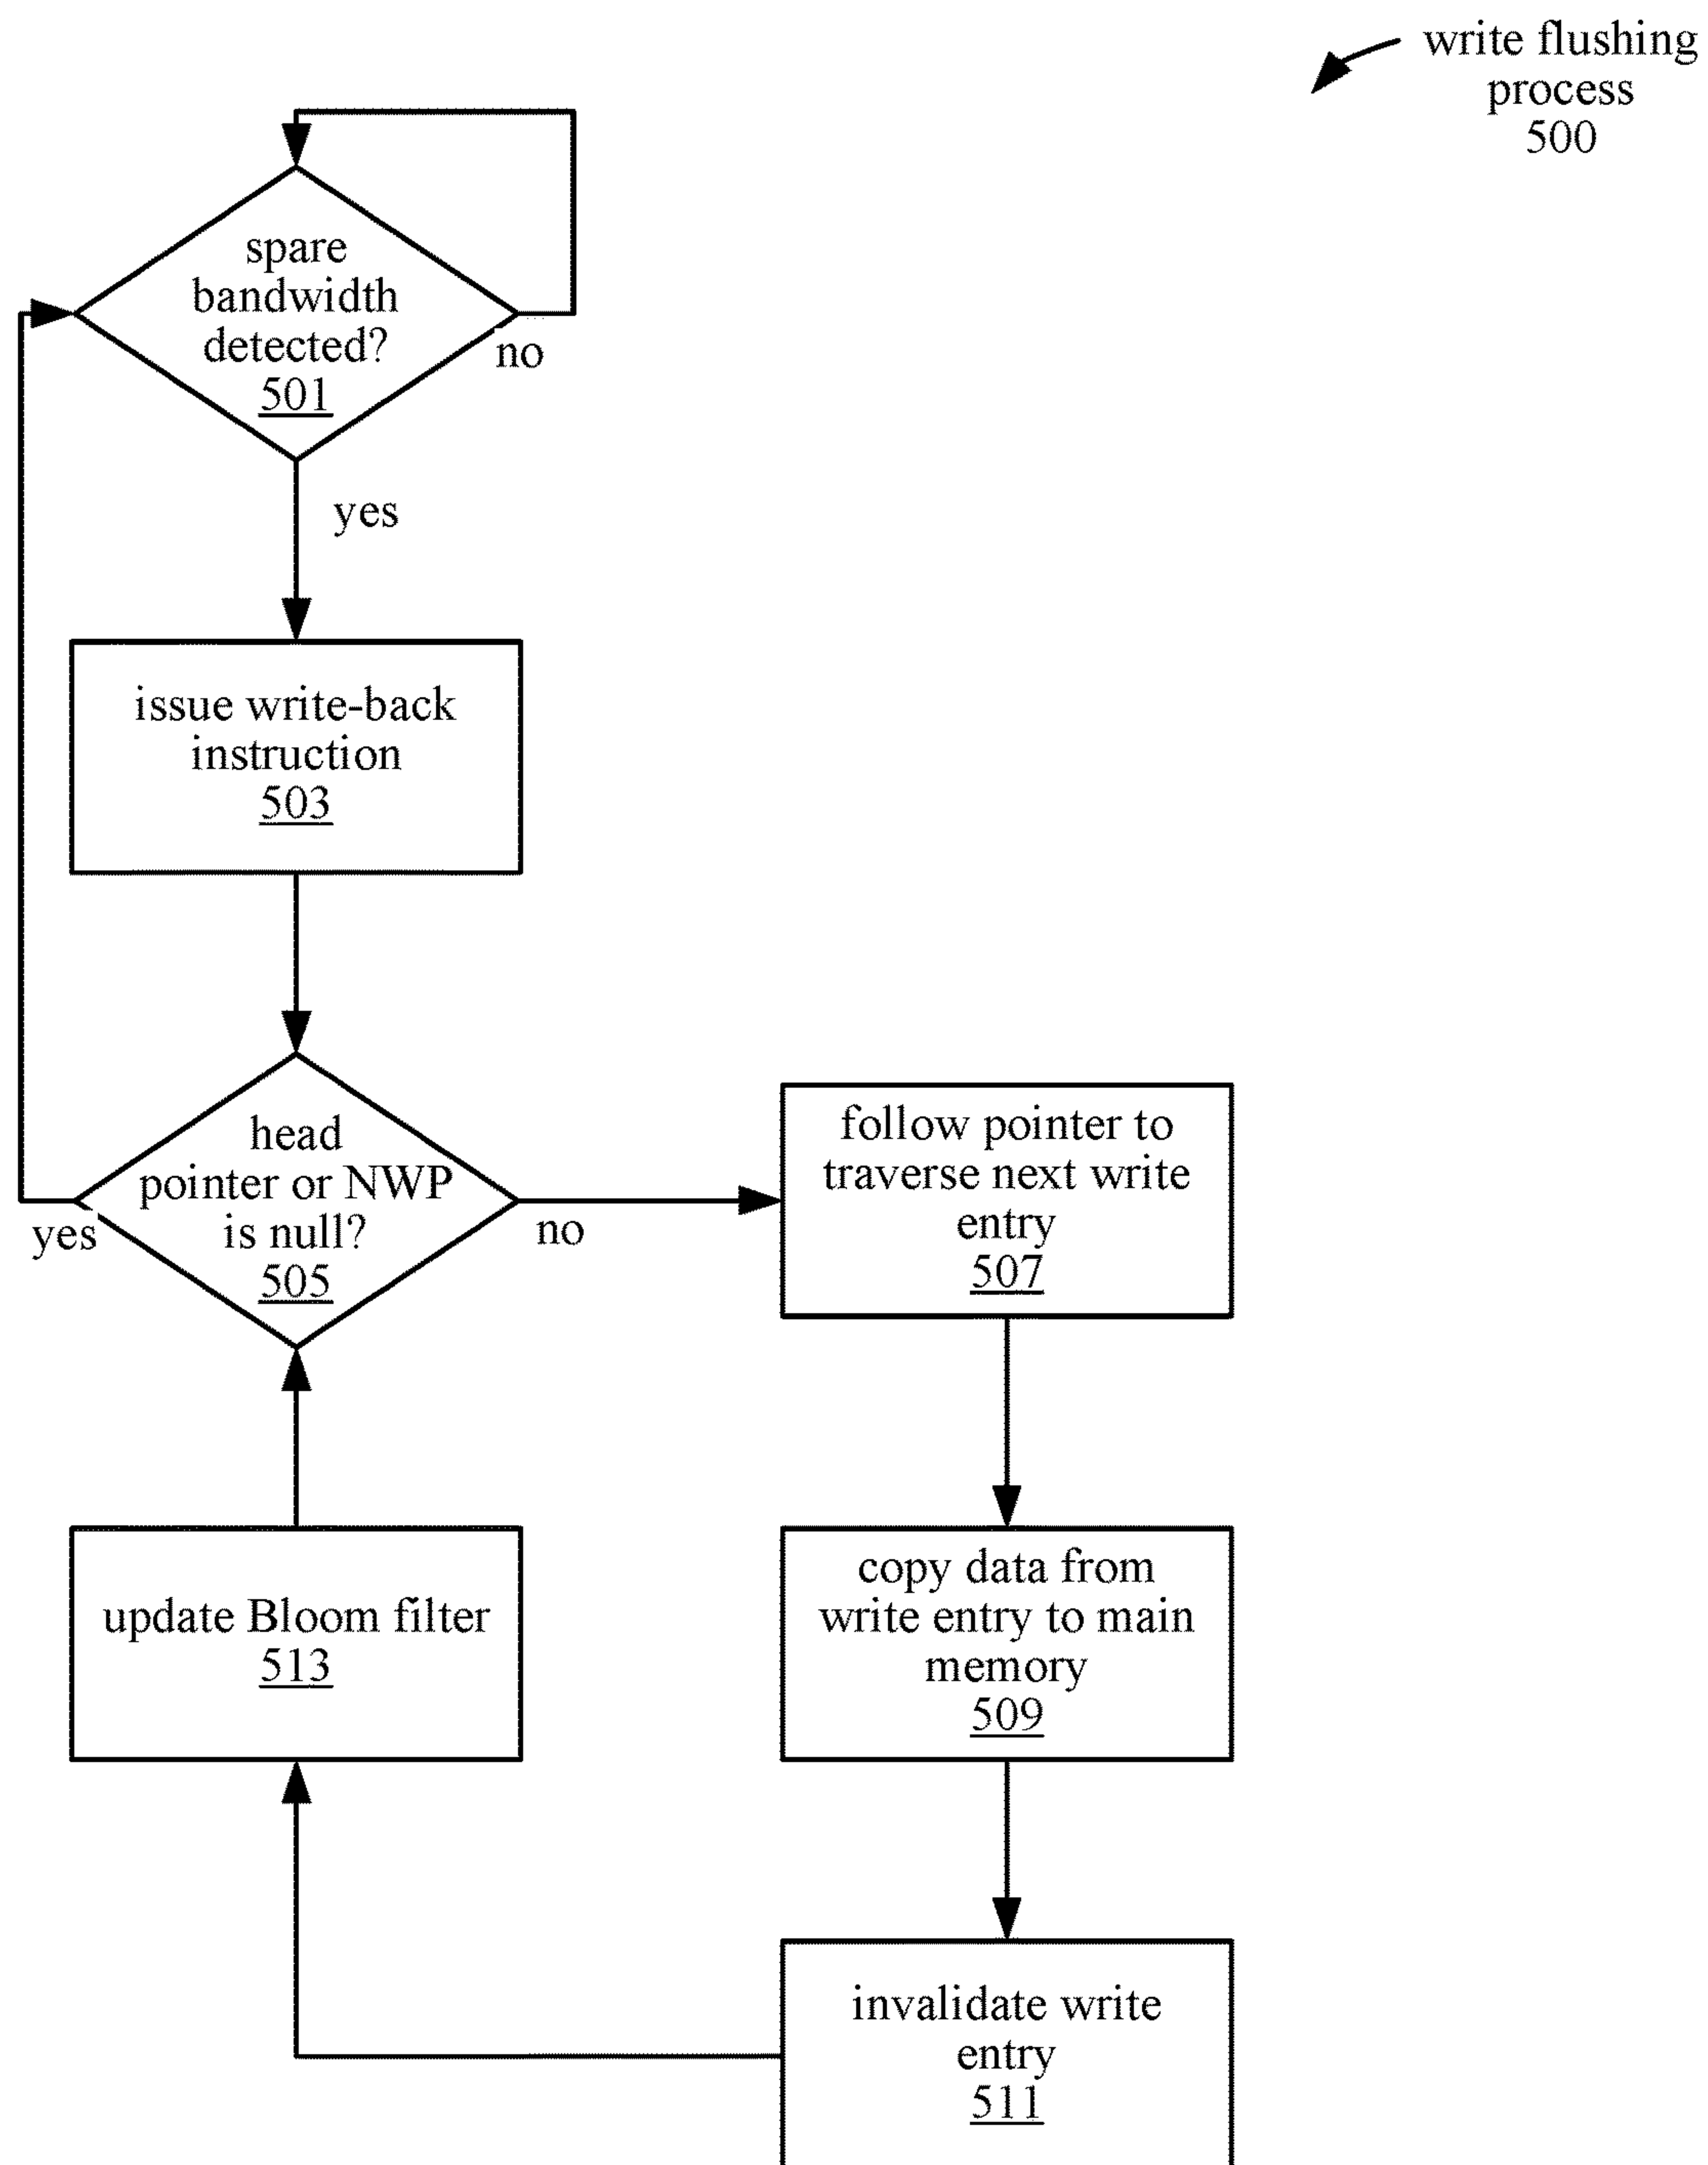 write flushing
process
500
spare
bandwidth
detected?
501
no
yes
issue write-back
instruction
503
head
pointer or NWP
is null?
505
yes
no
follow pointer to
traverse next write
entry
507
copy data from
write entry to main
memory
509
update Bloom filter
513
invalidate write
entry
511